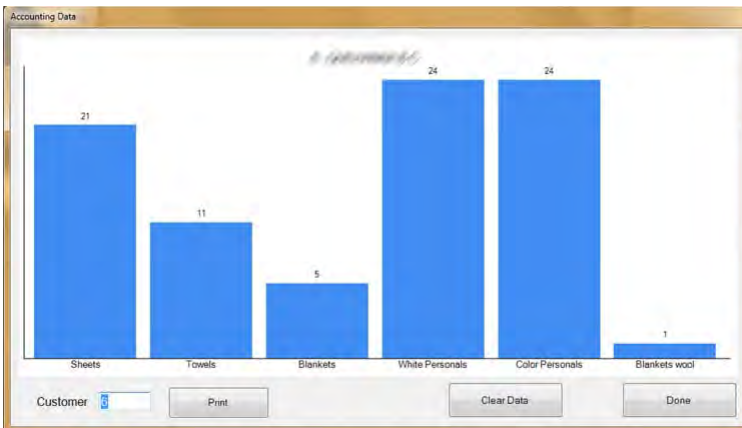 Accounting Data
24
24
21
11
5
1
Sheets
Towels
Blankets
White Personals
Color Personals
Blankets wool
Customer
6
Print
Clear Data
Done